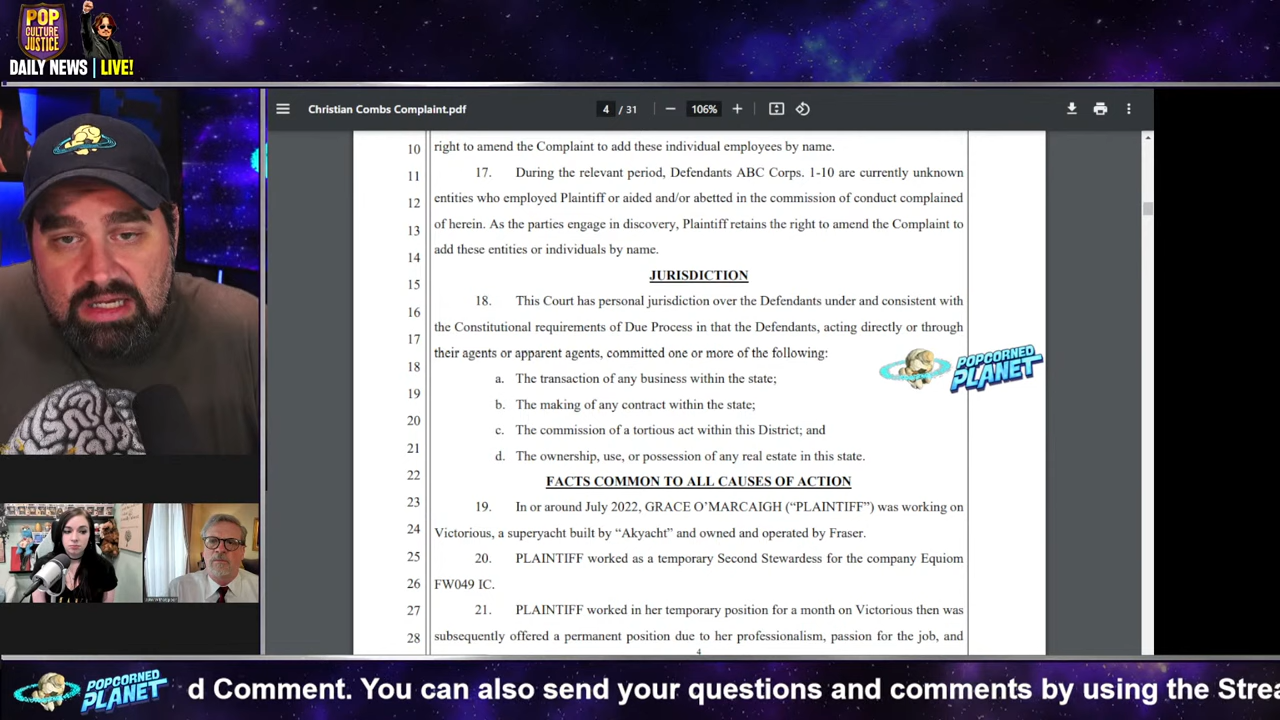 POP
CULTURE
JUSTICE
DAILY NEWS | LIVE!
Christian Combs Complaint.pdf
4 / 31
106%
10 right to amend the Complaint to add these individual employees by name.
11 17. During the relevant period, Defendants ABC Corps. 1-10 are currently unknown
12 entities who employed Plaintiff or aided and/or abetted in the commission of conduct complained
13 of herein. As the parties engage in discovery, Plaintiff retains the right to amend the Complaint to
14 add these entities or individuals by name.
15 JURISDICTION
16 18. This Court has personal jurisdiction over the Defendants under and consistent with
17 the Constitutional requirements of Due Process in that the Defendants, acting directly or through
18 their agents or apparent agents, committed one or more of the following:
19 a. The transaction of any business within the state;
20 b. The making of any contract within the state;
21 c. The commission of a tortious act within this District; and
d. The ownership, use, or possession of any real estate in this state.
22 FACTS COMMON TO ALL CAUSES OF ACTION
23 19. In or around July 2022, GRACE O’MARCAIGH (“PLAINTIFF”) was working on
24 Victorious, a superyacht built by “Akyacht” and owned and operated by Fraser.
25 20. PLAINTIFF worked as a temporary Second Stewardess for the company Equiom
26 FW049 IC.
27 21. PLAINTIFF worked in her temporary position for a month on Victorious then was
28 subsequently offered a permanent position due to her professionalism, passion for the job, and
4
POPCORNED
PLANET
POPCORNED
PLANET
d Comment. You can also send your questions and comments by using the Strea